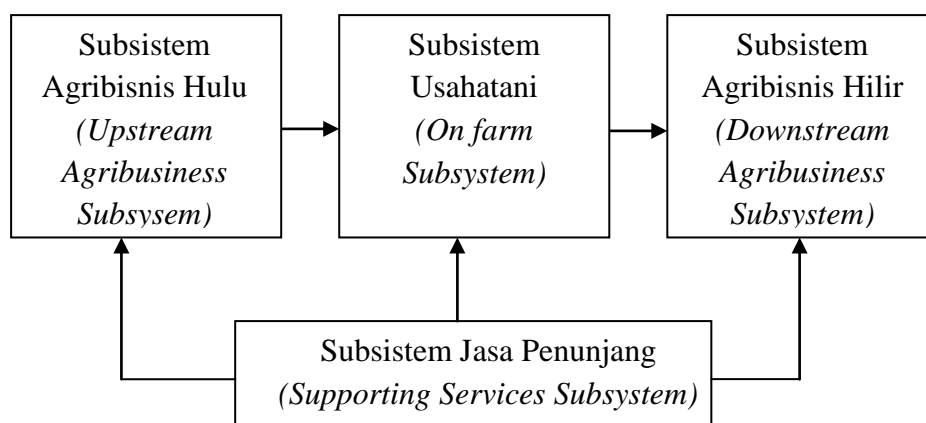 Subsistem
Agribisnis Hulu
(Upstream
Agribusiness
Subsysem)
Subsistem
Usahatani
(On farm
Subsystem)
Subsistem
Agribisnis Hilir
(Downstream
Agribusiness
Subsystem)
Subsistem Jasa Penunjang
(Supporting Services Subsystem)